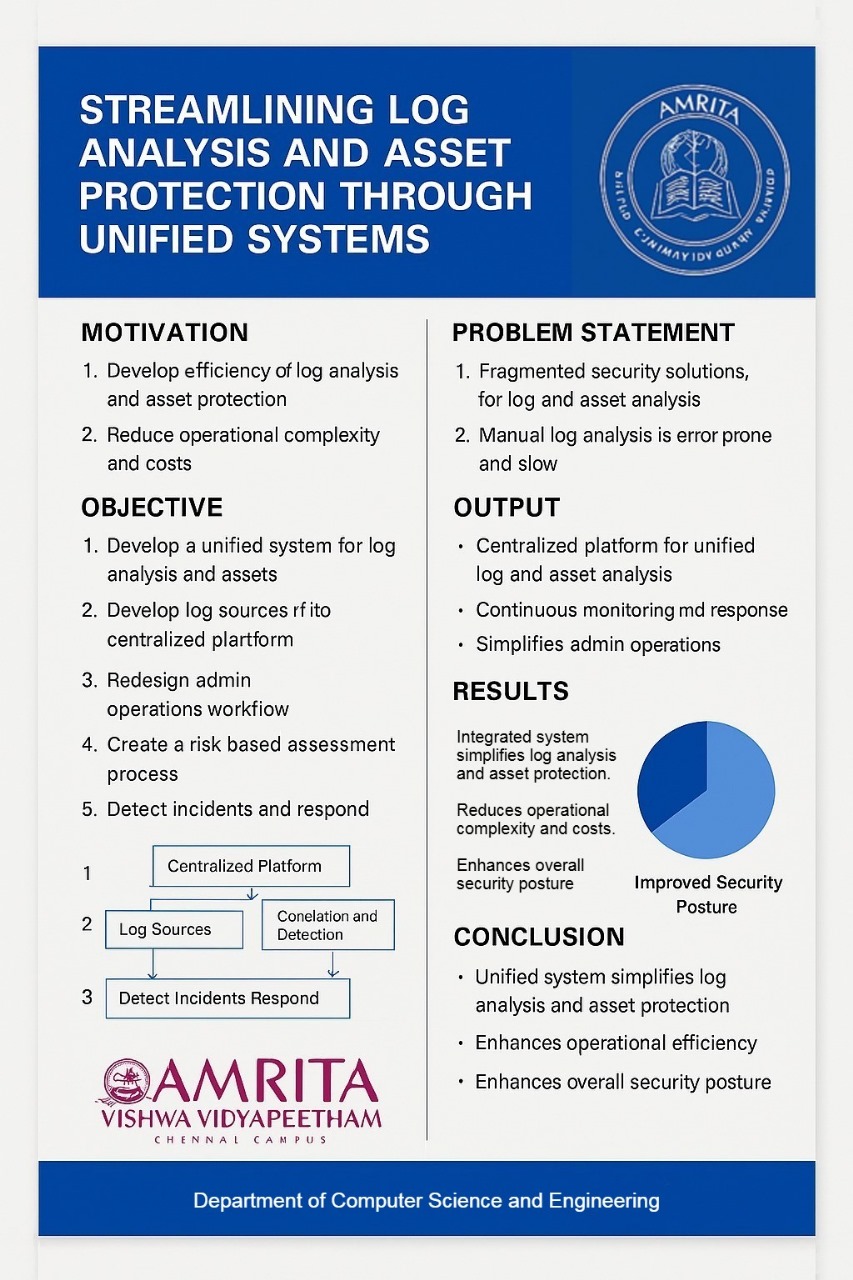 STREAMLINING LOG
ANALYSIS AND ASSET
PROTECTION THROUGH
UNIFIED SYSTEMS
AMRITA
MOTIVATION
1. Develop efficiency of log analysis
and asset protection
2. Reduce operational complexity
and costs
OBJECTIVE
1. Develop a unified system for log
analysis and assets
2. Develop log sources rf ito
centralized plartform
3. Redesign admin
operations workflow
4. Create a risk based assessment
process
5. Detect incidents and respond
1
Centralized Platform
2
Log Sources
Conelation and
Detection
3
Detect Incidents Respond
AMRITA
VISHWA VIDYAPEETHAM
CHENNAL CAMPUS
PROBLEM STATEMENT
1. Fragmented security solutions,
for log and asset analysis
2. Manual log analysis is error prone
and slow
OUTPUT
• Centralized platform for unified
log and asset analysis
• Continuous monitoring md response
• Simplifies admin operations
RESULTS
Integrated system
simplifies log analysis
and asset protection.
Reduces operational
complexity and costs.
Enhances overall
security posture
Improved Security
Posture
CONCLUSION
• Unified system simplifies log
analysis and asset protection
• Enhances operational efficiency
• Enhances overall security posture
Department of Computer Science and Engineering